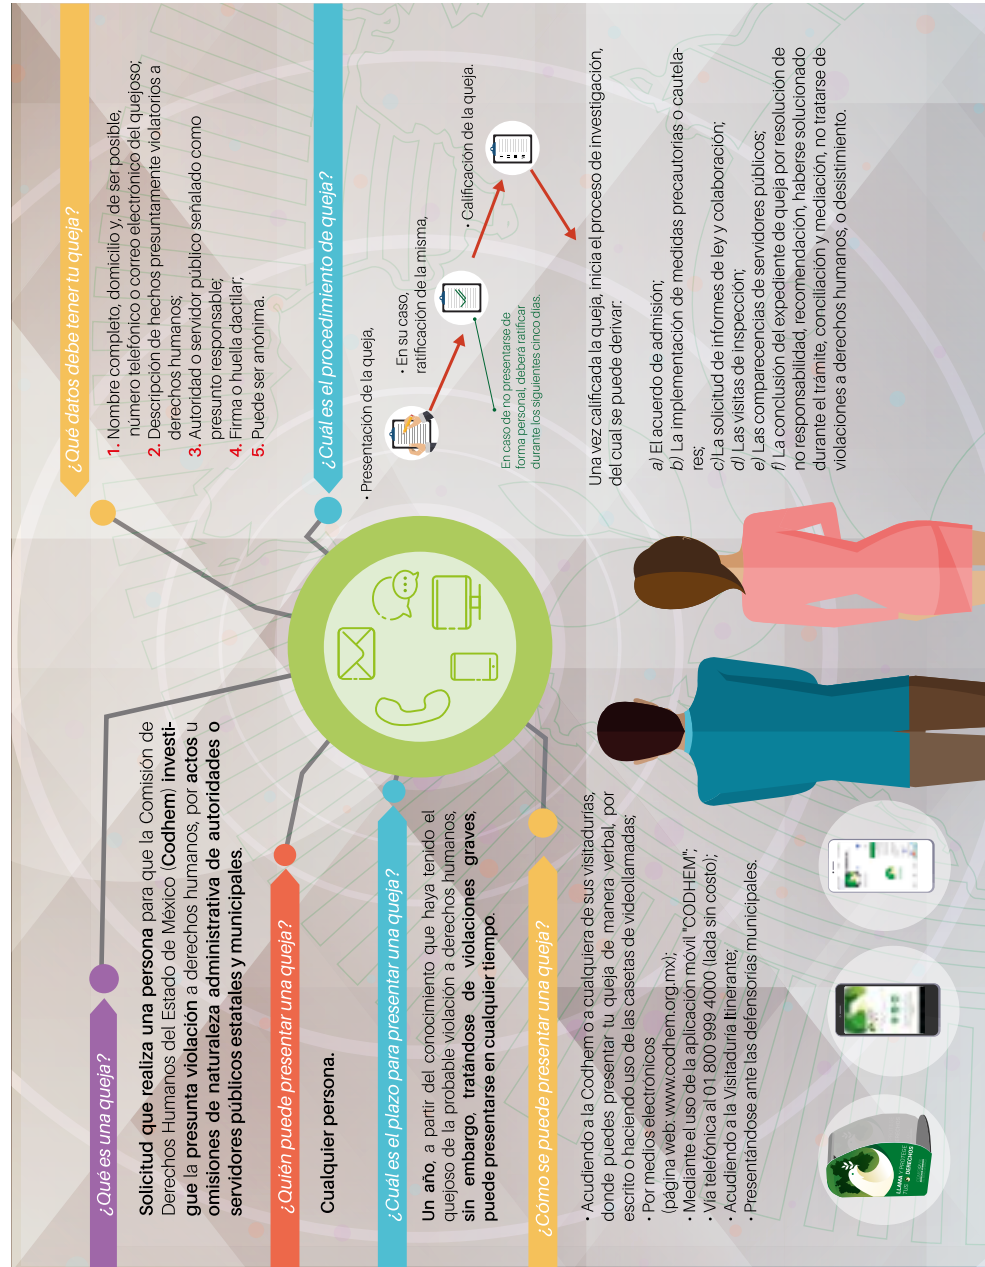 ¿Qué es una queja?
Solicitud que realiza una persona para que la Comisión de
Derechos Humanos del Estado de México (Codhem) investi-
gue la presunta violación a derechos humanos, por actos u
omisiones de naturaleza administrativa de autoridades o
servidores públicos estatales y municipales.
¿Quién puede presentar una queja?
Cualquier persona.
¿Cuál es el plazo para presentar una queja?
Un año, a partir del conocimiento que haya tenido el
quejoso de la probable violación a derechos humanos,
sin embargo, tratándose de violaciones graves,
puede presentarse en cualquier tiempo.
¿Cómo se puede presentar una queja?
• Acudiendo a la Codhem o a cualquiera de sus visitadurías,
donde puedes presentar tu queja de manera verbal, por
escrito o haciendo uso de las casetas de videollamadas;
• Por medios electrónicos
(página web: www.codhem.org.mx);
• Mediante el uso de la aplicación móvil "CODHEM";
• Vía telefónica al 01 800 999 4000 (lada sin costo);
• Acudiendo a la Visitaduría Itinerante;
• Presentándose ante las defensorías municipales.
¡LLAMA Y PROTEGE
TUS DERECHOS!
¿Qué datos debe tener tu queja?
1. Nombre completo, domicilio y, de ser posible,
número telefónico o correo electrónico del quejoso;
2. Descripción de hechos presuntamente violatorios a
derechos humanos;
3. Autoridad o servidor público señalado como
presunto responsable;
4. Firma o huella dactilar;
5. Puede ser anónima.
¿Cuál es el procedimiento de queja?
• Presentación de la queja,
• En su caso,
ratificación de la misma,
• Calificación de la queja.
En caso de no presentarse de
forma personal, deberá ratificar
durante los siguientes cinco días.
Una vez calificada la queja, inicia el proceso de investigación,
del cual se puede derivar:
a) El acuerdo de admisión;
b) La implementación de medidas precautorias o cautela-
res;
c) La solicitud de informes de ley y colaboración;
d) Las visitas de inspección;
e) Las comparecencias de servidores públicos;
f) La conclusión del expediente de queja por resolución de
no responsabilidad, recomendación, haberse solucionado
durante el trámite, conciliación y mediación, no tratarse de
violaciones a derechos humanos, o desistimiento.